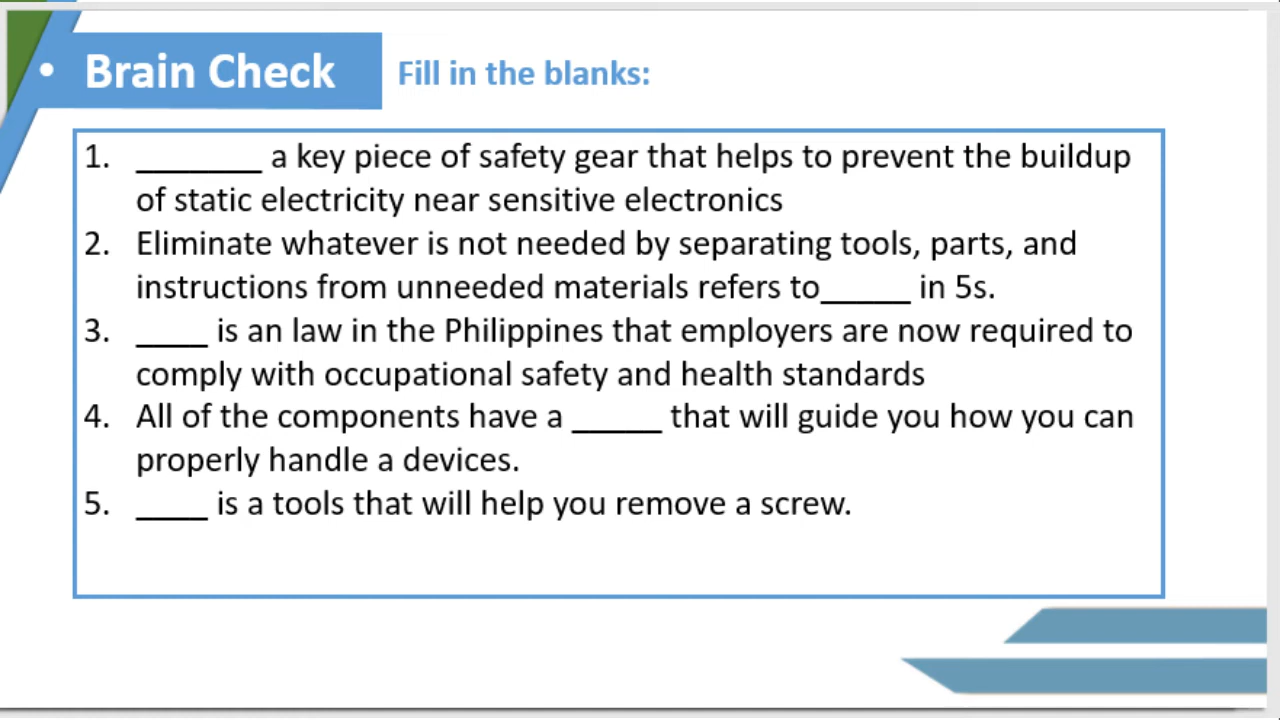 • Brain Check Fill in the blanks:
1. _______ a key piece of safety gear that helps to prevent the buildup
of static electricity near sensitive electronics
2. Eliminate whatever is not needed by separating tools, parts, and
instructions from unneeded materials refers to_____ in 5s.
3. ____ is an law in the Philippines that employers are now required to
comply with occupational safety and health standards
4. All of the components have a _____ that will guide you how you can
properly handle a devices.
5. ____ is a tools that will help you remove a screw.